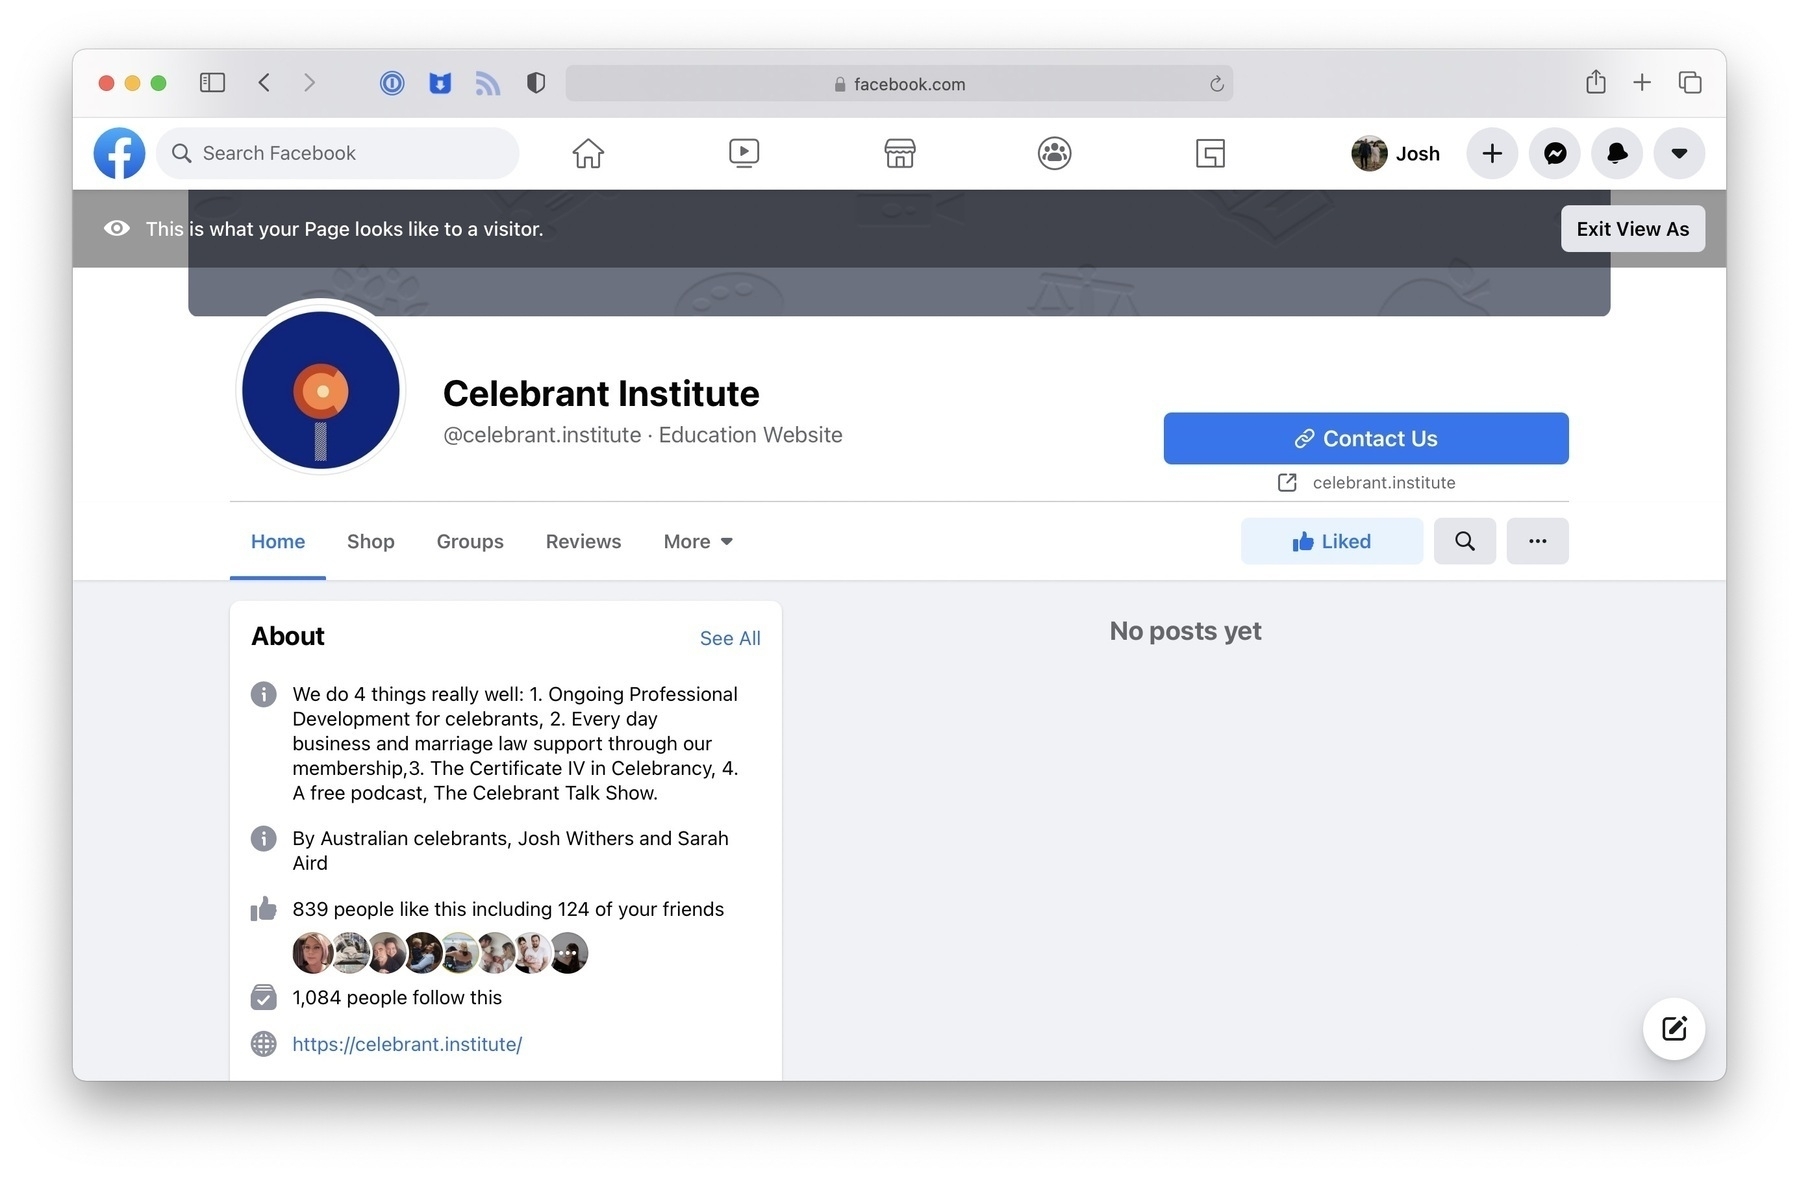 facebook.com
Search Facebook
Josh
This is what your Page looks like to a visitor.
Exit View As
Celebrant Institute
@celebrant.institute · Education Website
Contact Us
celebrant.institute
Home
Shop
Groups
Reviews
More
Liked
About
See All
We do 4 things really well: 1. Ongoing Professional
Development for celebrants, 2. Every day
business and marriage law support through our
membership,3. The Certificate IV in Celebrancy, 4.
A free podcast, The Celebrant Talk Show.
By Australian celebrants, Josh Withers and Sarah
Aird
839 people like this including 124 of your friends
1,084 people follow this
https://celebrant.institute/
No posts yet